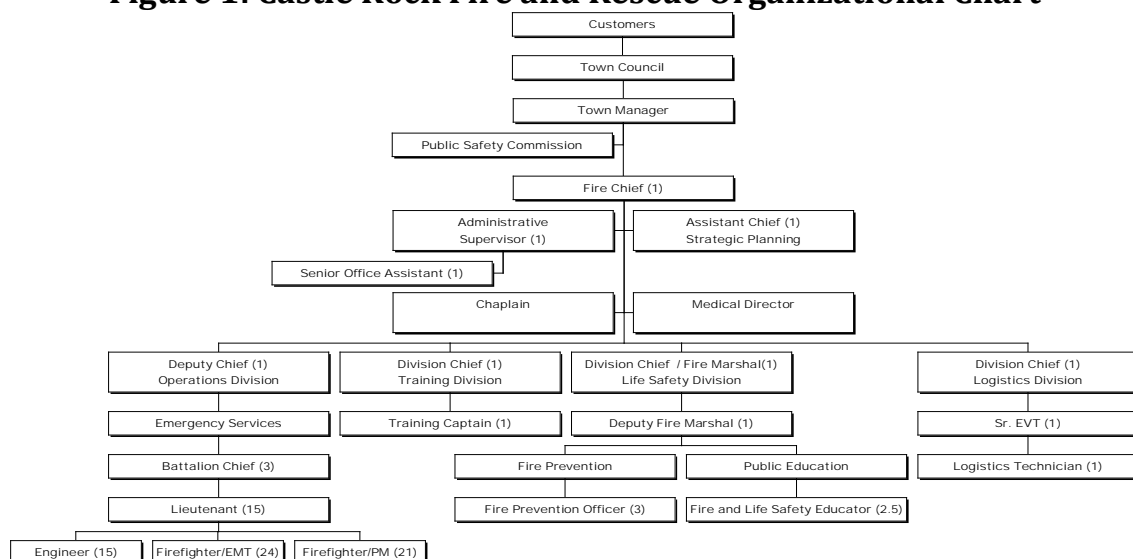 Figure 1: Castle Rock Fire and Rescue Organizational Chart
Customers
Town Council
Town Manager
Public Safety Commission
Fire Chief (1)
Administrative
Supervisor (1)
Assistant Chief (1)
Strategic Planning
Senior Office Assistant (1)
Chaplain
Medical Director
Deputy Chief (1)
Operations Division
Division Chief (1)
Training Division
Division Chief / Fire Marshal(1)
Life Safety Division
Division Chief (1)
Logistics Division
Emergency Services
Training Captain (1)
Deputy Fire Marshal (1)
Sr. EVT (1)
Battalion Chief (3)
Fire Prevention
Public Education
Logistics Technician (1)
Lieutenant (15)
Fire Prevention Officer (3)
Fire and Life Safety Educator (2.5)
Engineer (15)
Firefighter/EMT (24)
Firefighter/PM (21)